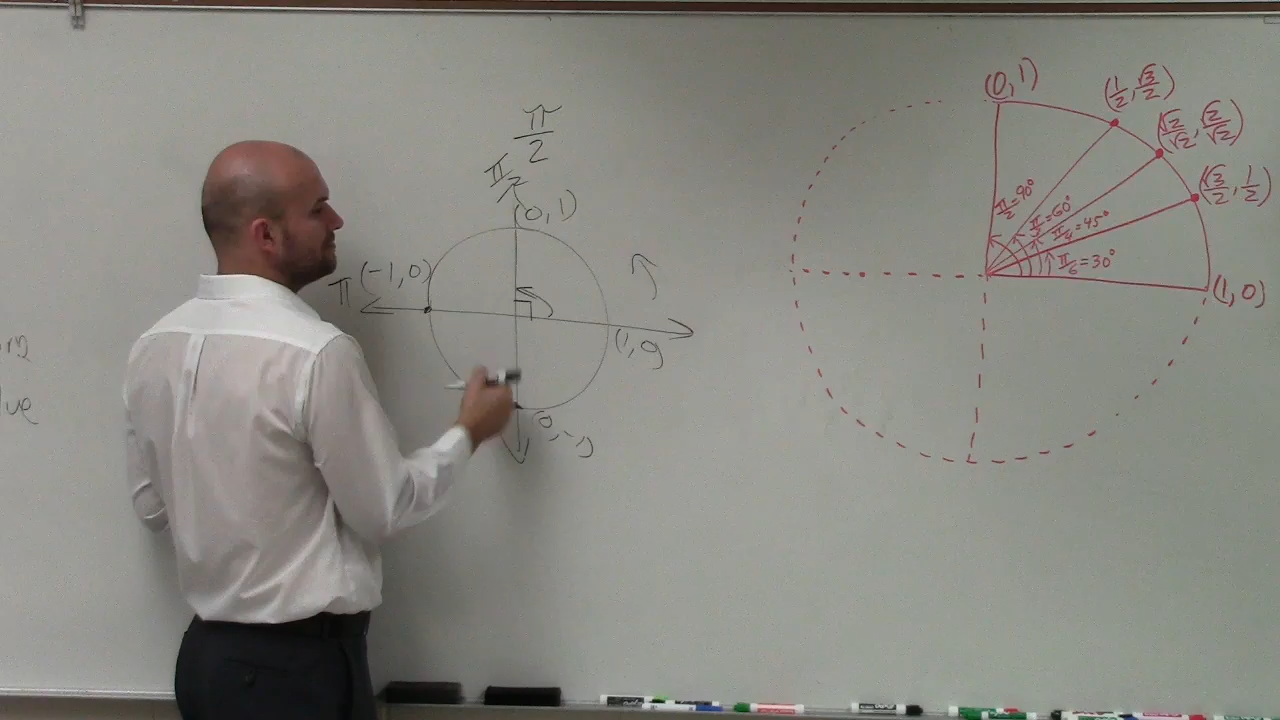 π/2
π/2
(0,1)
π (-1,0)
(1,0)
(0,-1)
lue
(0,1)
(1/2, √3/2)
(√2/√2, √2/√2)
(√3/2, 1/2)
π/2=90°
π/3=60°
π/4=45°
π/6=30°
(1,0)